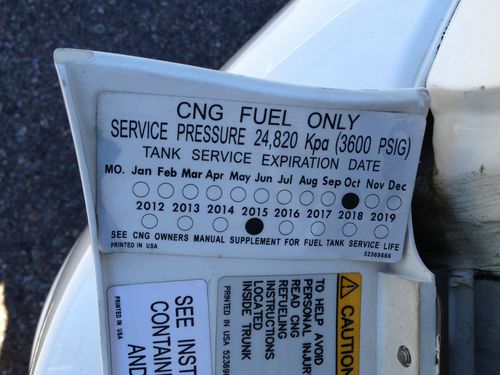 CNG FUEL ONLY
SERVICE PRESSURE 24,820 Kpa (3600 PSIG)
TANK SERVICE EXPIRATION DATE
MO. Jan Feb Mar Apr May Jun Jul Aug Sep Oct Nov Dec
2012 2013 2014 2015 2016 2017 2018 2019
SEE CNG OWNERS MANUAL SUPPLEMENT FOR FUEL TANK SERVICE LIFE
PRINTED IN USA 52369666
PRINTED IN USA
SEE INST
CONTAIN
AND
PRINTED IN USA 523698
INSIDE TRUNK
LOCATED
INSTRUCTIONS
REFUELING
READ CNG
PERSONAL INJUR
TO HELP AVOID
CAUTION